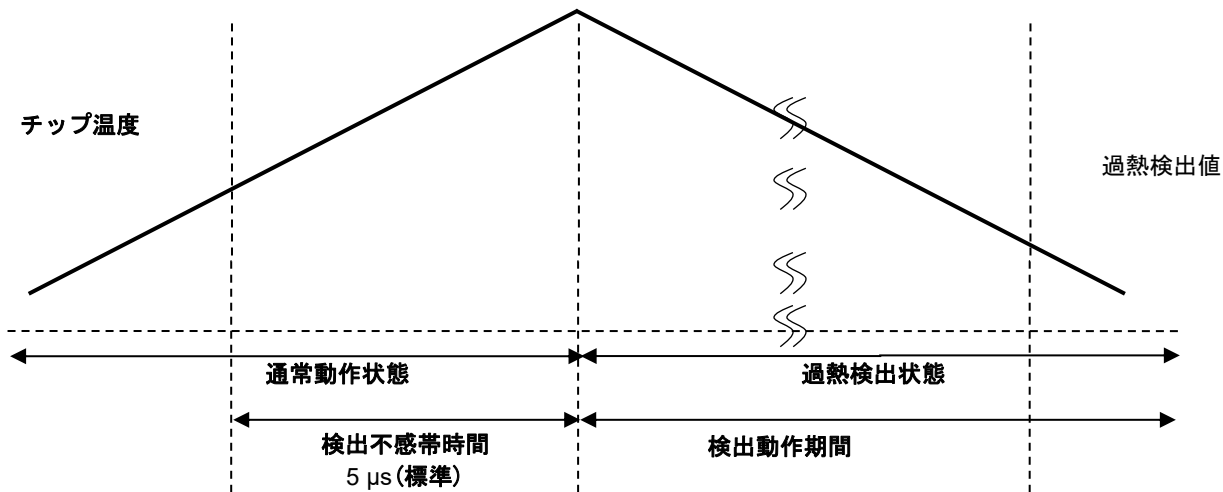 チップ温度
過熱検出値
通常動作状態
過熱検出状態
検出不感帯時間
5 µs(標準)
検出動作期間